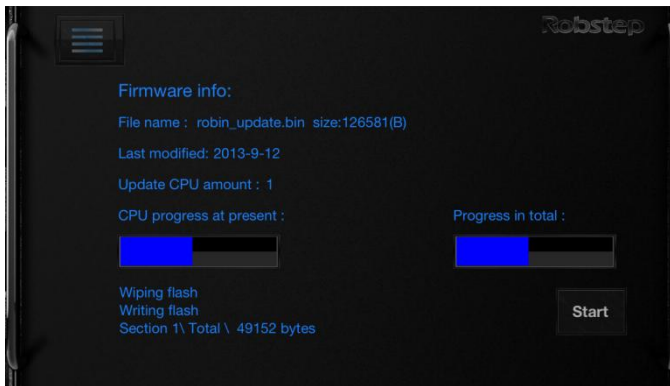 Robstep
Firmware info:
File name : robin_update.bin size:126581(B)
Last modified: 2013-9-12
Update CPU amount : 1
CPU progress at present :
Progress in total :
Wiping flash
Writing flash
Section 1\ Total \ 49152 bytes
Start